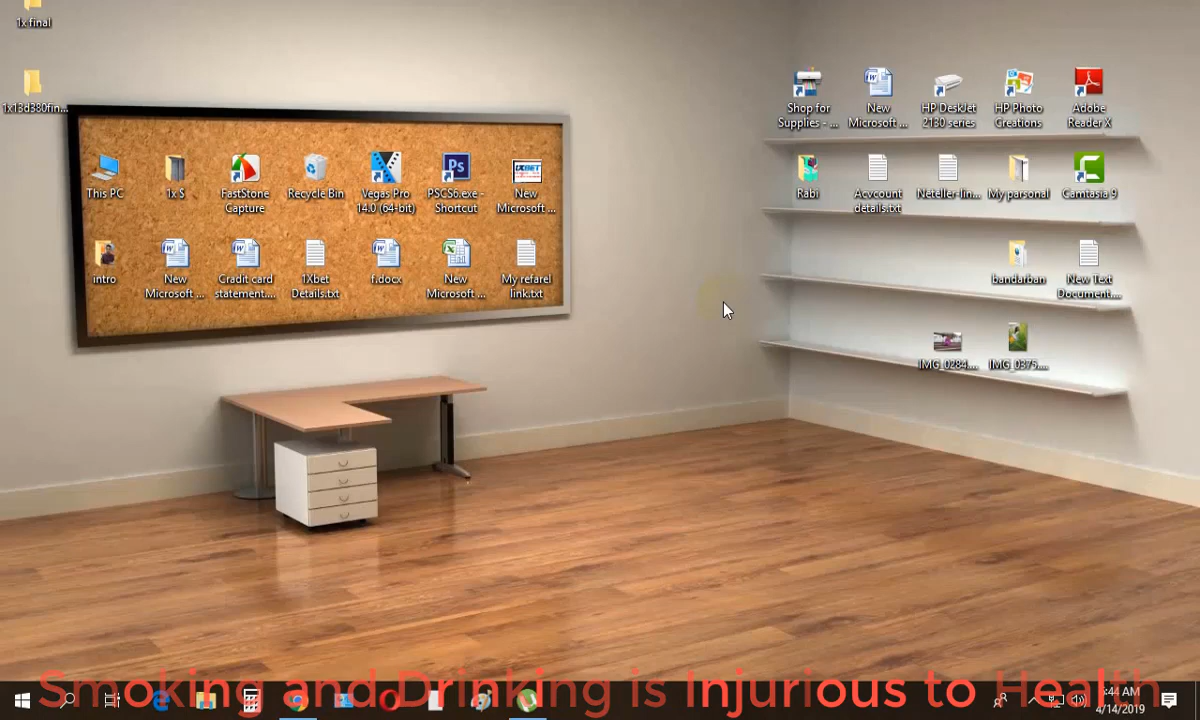 1x final
1x13d380fin...
This PC
1x $
FastStone
Capture
Recycle Bin
Vegas Pro
14.0 (64-bit)
PSCS6.exe -
Shortcut
New
Microsoft ...
intro
New
Microsoft ...
Cradit card
statement....
1Xbet
Details.txt
f.docx
New
Microsoft ...
My refarel
link.txt
Shop for
Supplies - ...
New
Microsoft ...
HP DeskJet
2130 series
HP Photo
Creations
Adobe
Reader X
Rabi
Acvcount
details.txt
Neteller-lin...
My parsonal
Camtasia 9
bandarban
New Text
Document....
IMG_0284....
IMG_0375....
Smoking and Drinking is Injurious to Health
:44 AM
4/14/2019